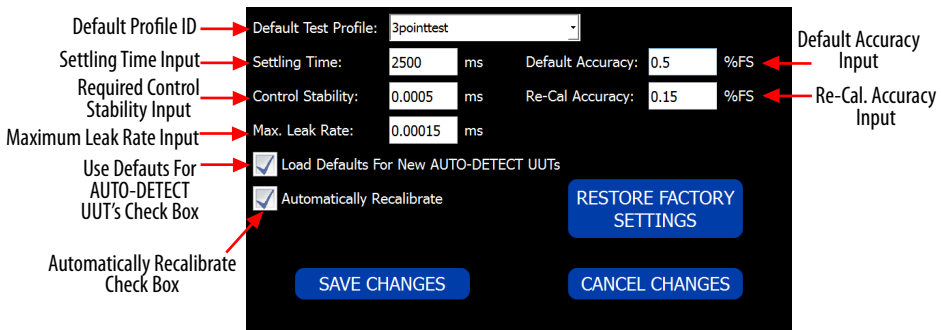 Default Profile ID
Default Test Profile: 3pointtest
Default Accuracy
Input
Settling Time Input
Settling Time: 2500 ms Default Accuracy: 0.5 %FS
Required Control
Stability Input
Control Stability: 0.0005 ms Re-Cal Accuracy: 0.15 %FS
Re-Cal. Accuracy
Input
Maximum Leak Rate Input
Max. Leak Rate: 0.00015 ms
Use Defauts For
AUTO-DETECT
UUT's Check Box
Load Defaults For New AUTO-DETECT UUTs
Automatically Recalibrate
RESTORE FACTORY
SETTINGS
Automatically Recalibrate
Check Box
SAVE CHANGES CANCEL CHANGES